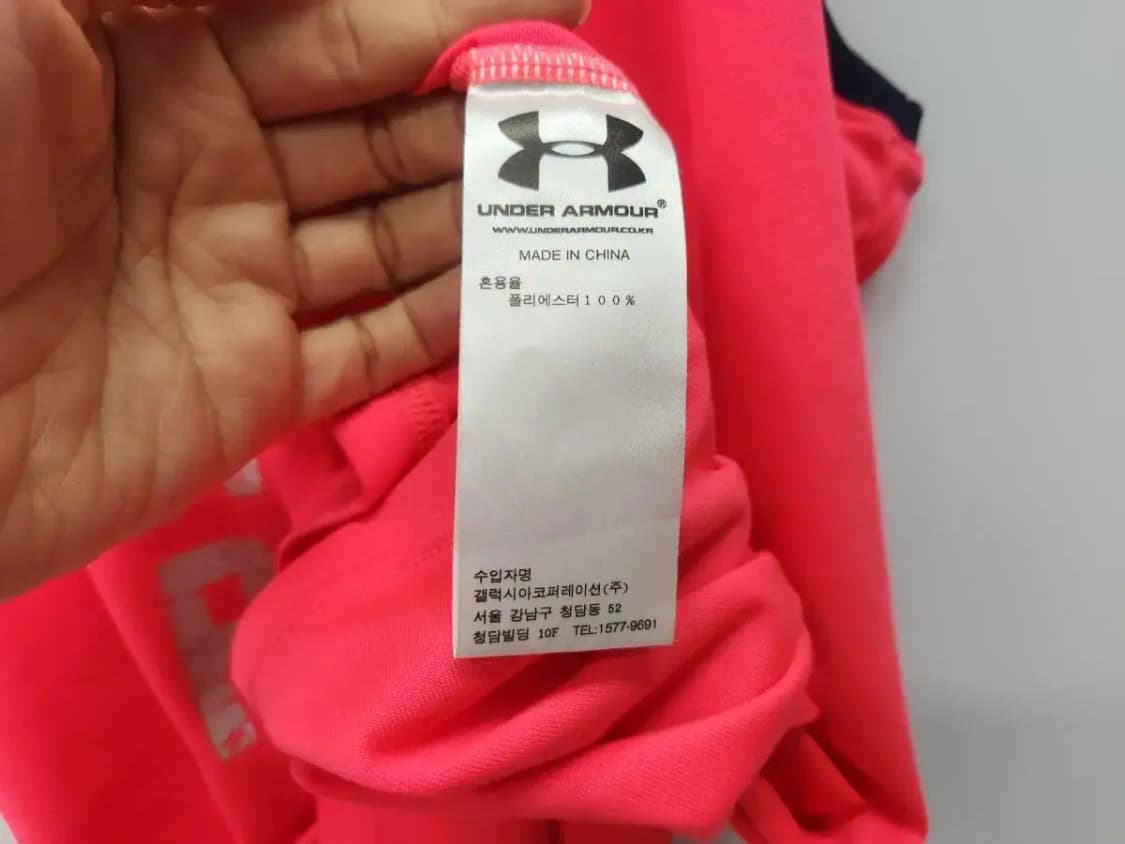 UNDER ARMOUR®
WWW.UNDERARMOUR.CO.KR
MADE IN CHINA
혼용율
폴리에스터100%
수입자명
갤럭시아코퍼레이션(주)
서울 강남구 청담동 52
청담빌딩 10F TEL:1577-9691